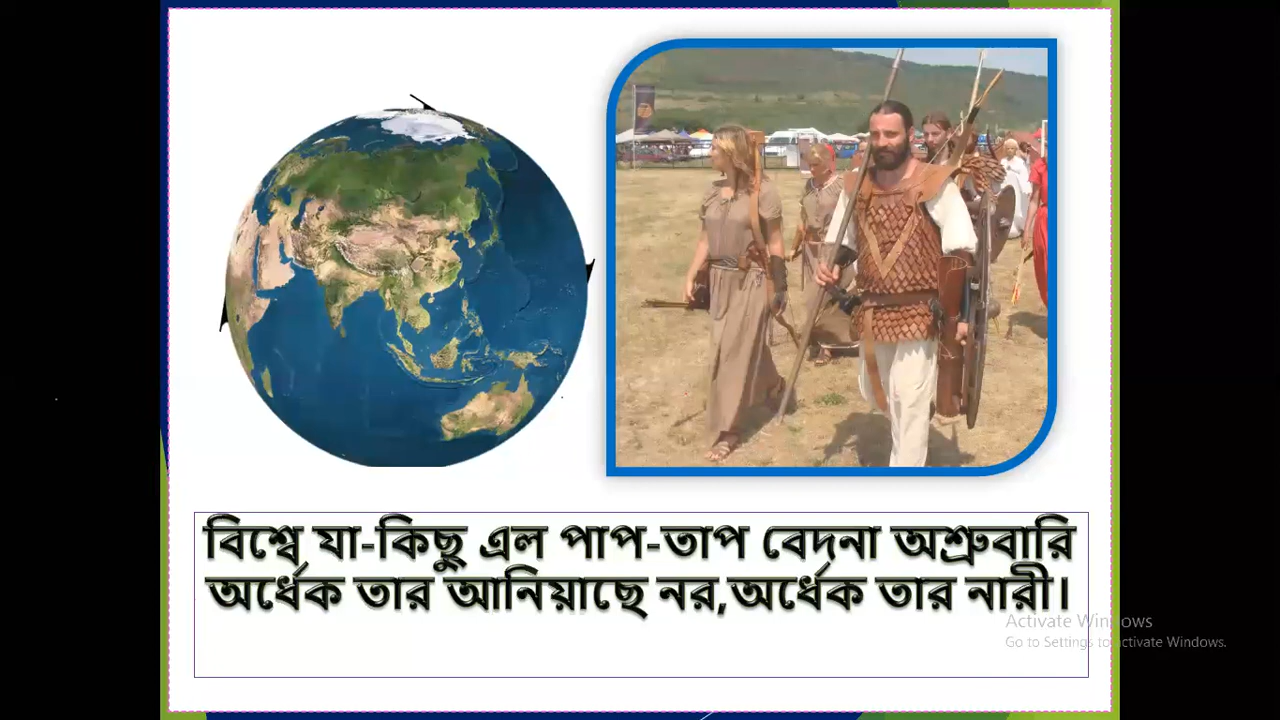 বিশ্বে যা-কিছু এল পাপ-তাপ বেদনা অশ্রুবারি
অর্ধেক তার আনিয়াছে নর,অর্ধেক তার নারী।
Activate Windows
Go to Settings to activate Windows.